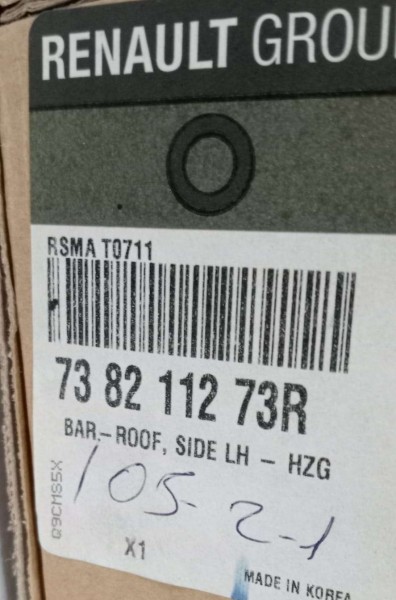 RENAULT GROU
RSMA T0711
73 82 112 73R
BAR.-ROOF, SIDE LH - HZG
105-2-1
Q9CMS5X
X1
MADE IN KOREA